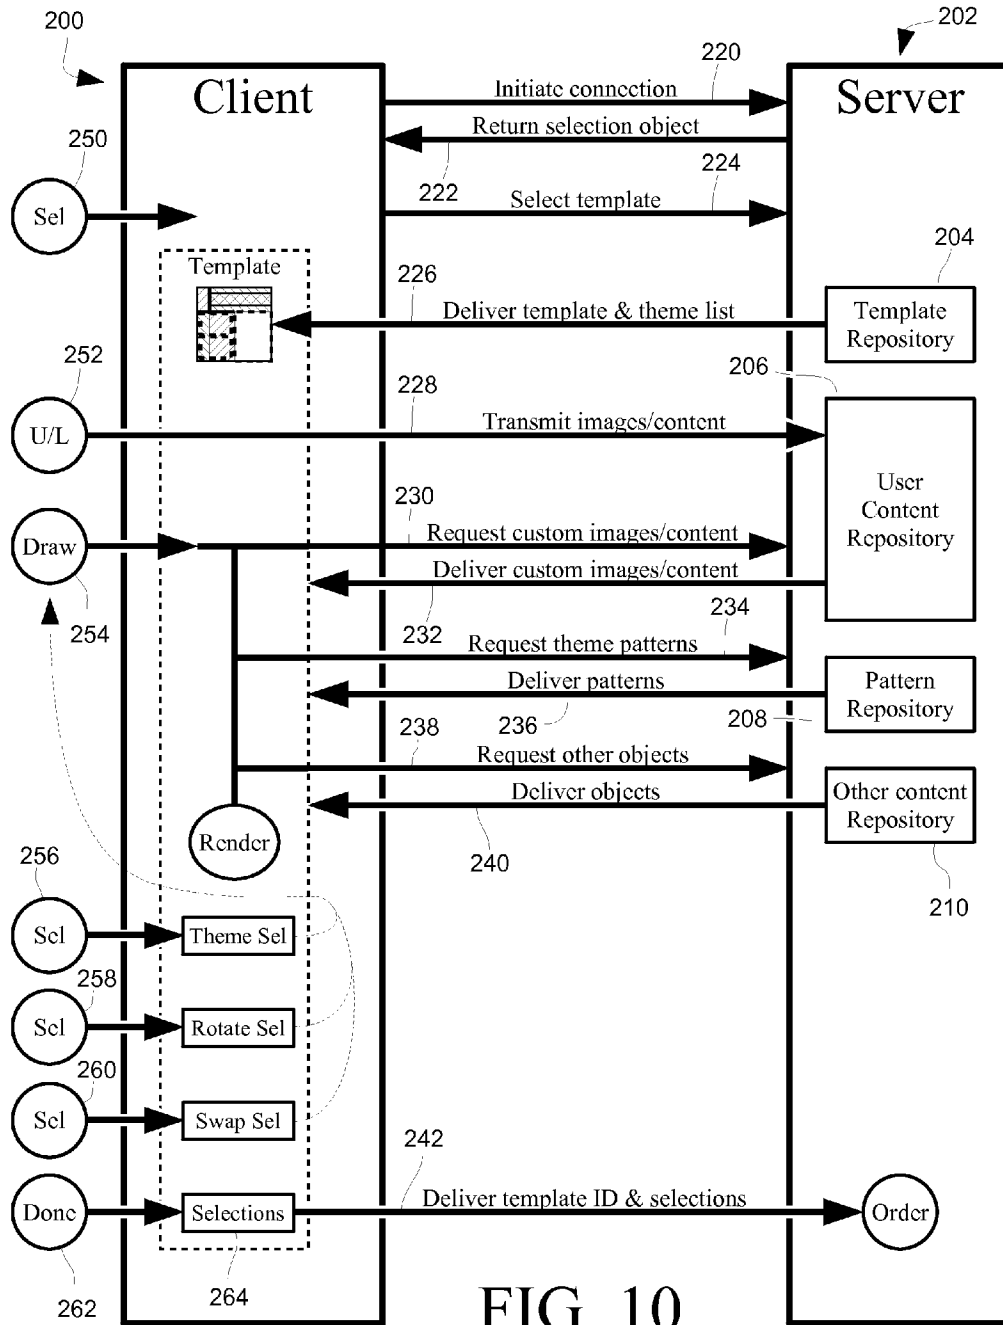 200
202
Client
Server
220
Initiate connection
Return selection object
222
224
250
Sel
Select template
Template
226
204
Deliver template & theme list
Template
Repository
252
228
206
U/L
Transmit images/content
User
Content
Repository
230
Draw
Request custom images/content
Deliver custom images/content
254
232
234
Request theme patterns
Deliver patterns
236
Pattern
Repository
208
238
Request other objects
Deliver objects
240
Other content
Repository
Render
210
256
Sel
Theme Sel
258
Sel
Rotate Sel
260
Sel
Swap Sel
242
Done
Selections
Deliver template ID & selections
Order
262
264
FIG. 10